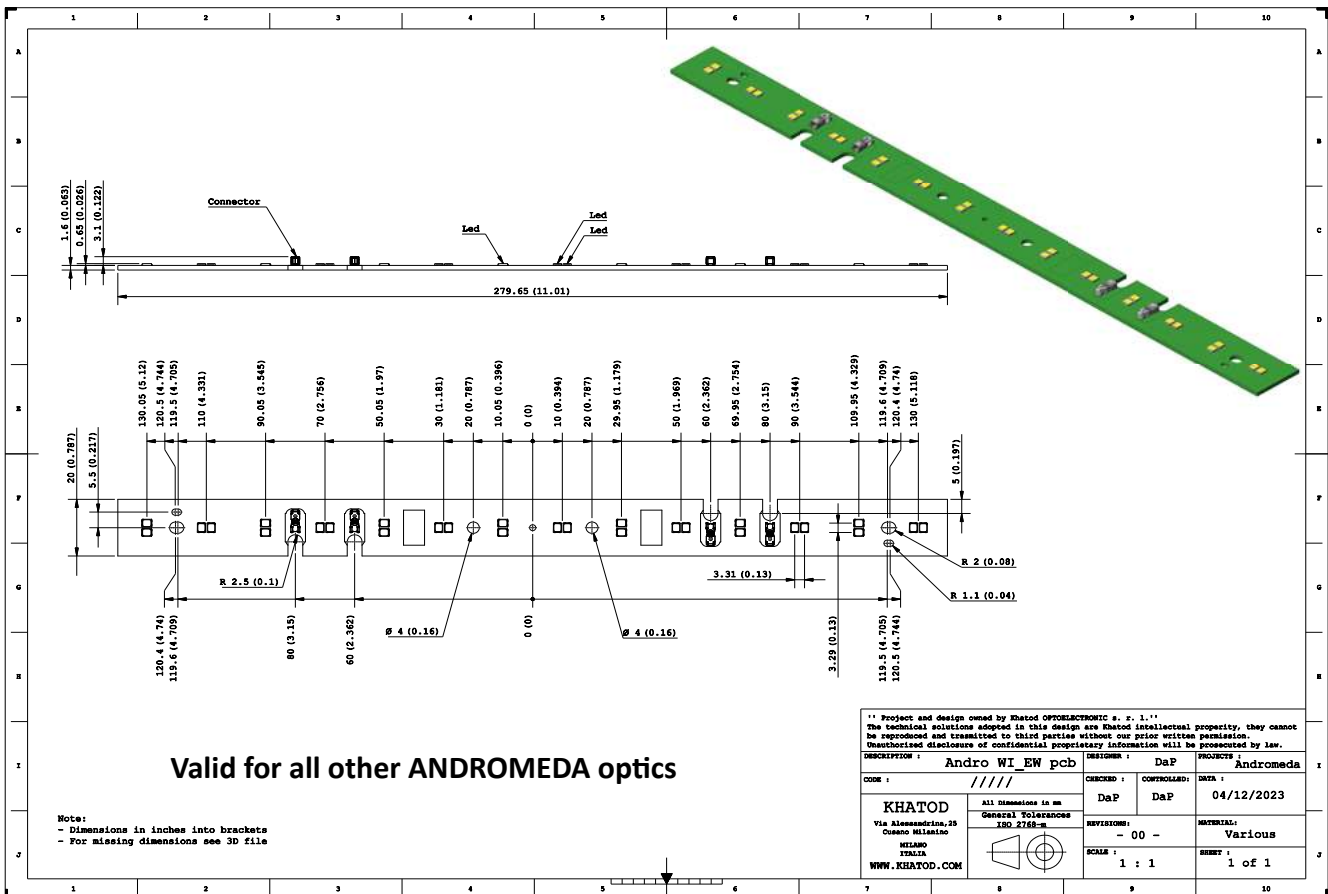 1 2 3 4 5 6 7 8 9 10
A A
B B
C C
D D
E E
F F
G G
H H
I I
J J
1.6 (0.063)
0.65 (0.026)
3.1 (0.122)
Connector
Led
Led
Led
279.65 (11.01)
20 (0.787)
5.5 (0.217)
130.05 (5.12)
120.5 (4.744)
119.5 (4.705)
110 (4.331)
90.05 (3.545)
70 (2.756)
50.05 (1.97)
30 (1.181)
20 (0.787)
10.05 (0.396)
0 (0)
10 (0.394)
20 (0.787)
29.95 (1.179)
50 (1.969)
60 (2.362)
69.95 (2.754)
80 (3.15)
90 (3.544)
109.95 (4.329)
119.6 (4.709)
120.4 (4.74)
130 (5.118)
5 (0.197)
R 2.5 (0.1)
3.31 (0.13)
R 2 (0.08)
R 1.1 (0.04)
120.4 (4.74)
119.6 (4.709)
80 (3.15)
60 (2.362)
Ø 4 (0.16)
0 (0)
Ø 4 (0.16)
3.29 (0.13)
119.5 (4.705)
120.5 (4.744)
Valid for all other ANDROMEDA optics
Note:
- Dimensions in inches into brackets
- For missing dimensions see 3D file
'' Project and design owned by Khatod OPTOELECTRONIC s. r. l.''
The technical solutions adopted in this design are Khatod intellectual properity, they cannot
be reproduced and trasmitted to third parties without our prior written permission.
Unauthorized disclosure of confidential proprietary information will be prosecuted by law.
DESCRIPTION : Andro WI_EW pcb
DESIGNER : DaP
PROJECTS : Andromeda
CODE : /////
CHECKED : DaP
CONTROLLED: DaP
DATA : 04/12/2023
KHATOD
Via Alessandrina,25
Cusano Milanino
MILANO
ITALIA
WWW.KHATOD.COM
All Dimensions in mm
General Tolerances
ISO 2768-m
REVISIONS: - 00 -
MATERIAL: Various
SCALE : 1 : 1
SHEET : 1 of 1
1 2 3 4 5 6 7 8 9 10